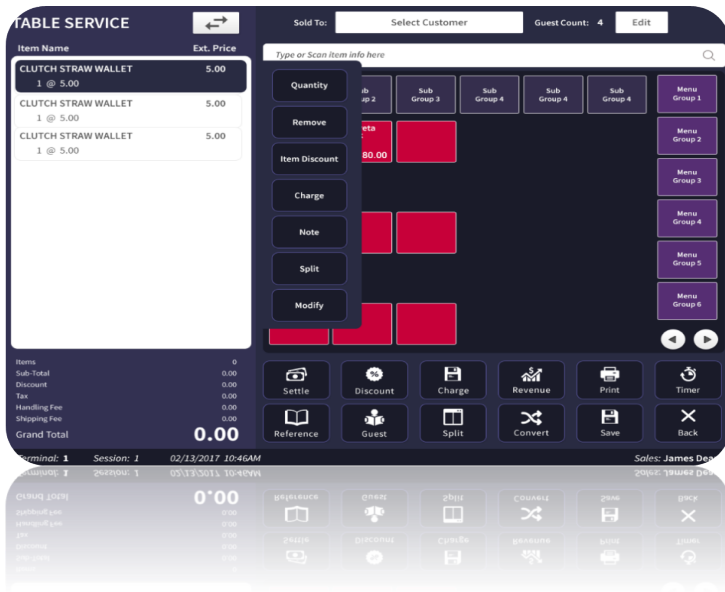 TABLE SERVICE
Sold To: Select Customer Guest Count: 4 Edit
Item Name Ext. Price
Type or Scan item info here
CLUTCH STRAW WALLET 5.00
1 @ 5.00
CLUTCH STRAW WALLET 5.00
1 @ 5.00
CLUTCH STRAW WALLET 5.00
1 @ 5.00
Quantity
Remove
Item Discount
Charge
Note
Split
Modify
Sub
Group 3
Sub
Group 4
Sub
Group 4
Sub
Group 4
80.00
Menu
Group 1
Menu
Group 2
Menu
Group 3
Menu
Group 4
Menu
Group 5
Menu
Group 6
Items 0
Sub-Total 0.00
Discount 0.00
Tax 0.00
Handling Fee 0.00
Shipping Fee 0.00
Grand Total 0.00
Settle Discount Charge Revenue Print Timer
Reference Guest Split Convert Save Back
Terminal: 1 Session: 1 02/13/2017 10:46AM Sales: James Dea